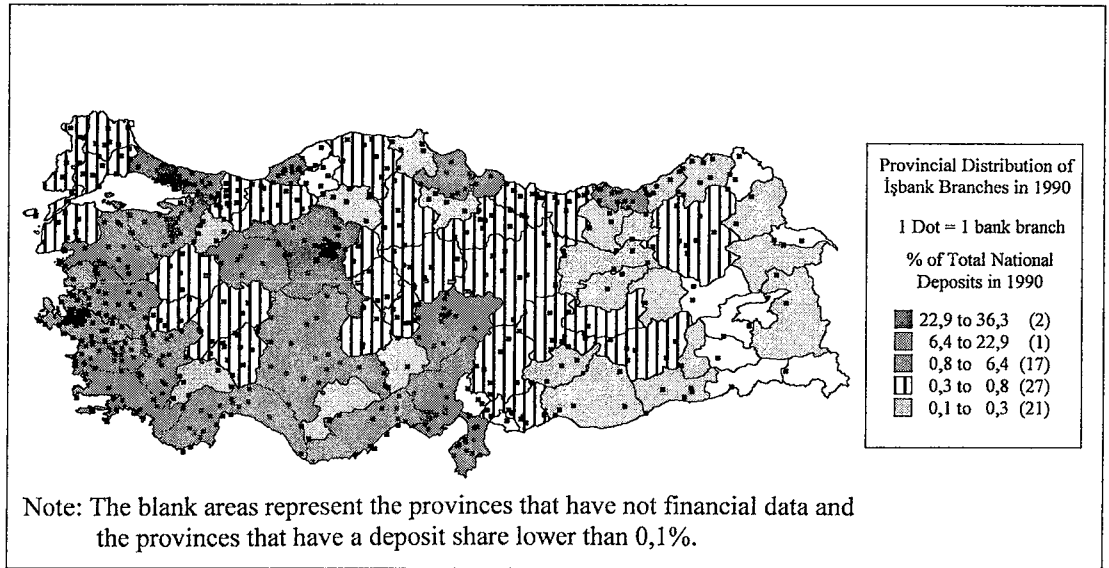 Provincial Distribution of
İşbank Branches in 1990
1 Dot = 1 bank branch
% of Total National
Deposits in 1990
22,9 to 36,3 (2)
6,4 to 22,9 (1)
0,8 to 6,4 (17)
0,3 to 0,8 (27)
0,1 to 0,3 (21)
Note: The blank areas represent the provinces that have not financial data and
the provinces that have a deposit share lower than 0,1%.